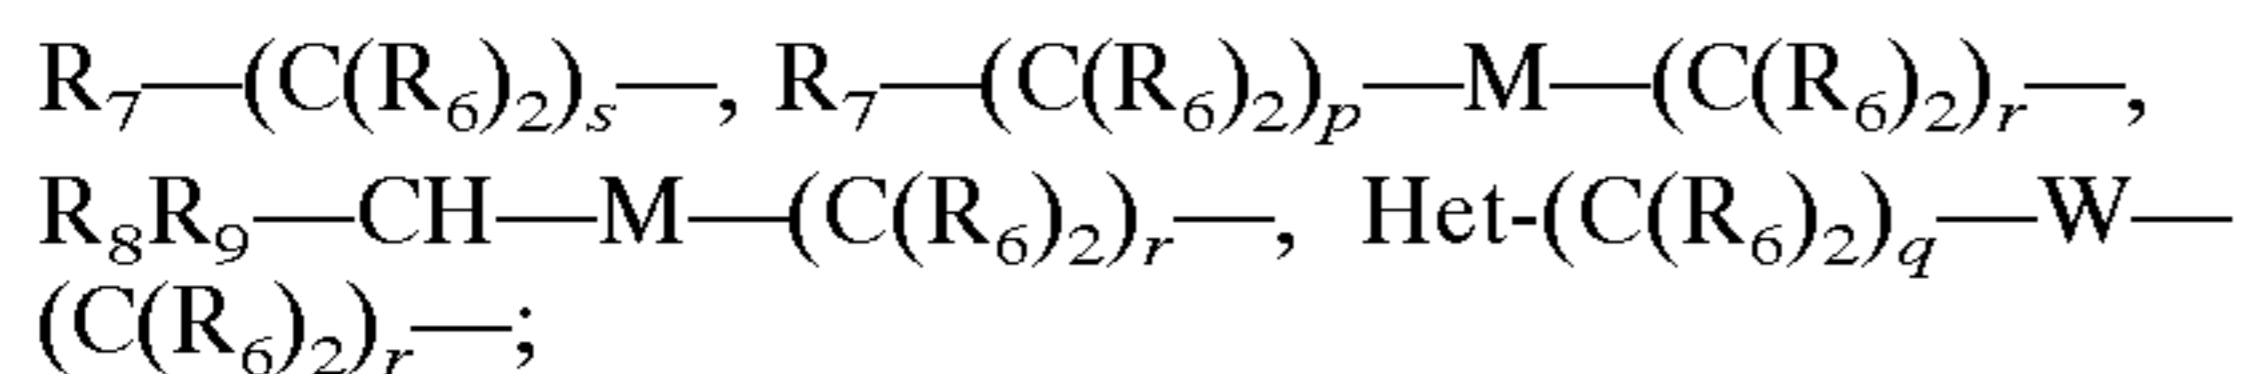 R₇—(C(R₆)₂)ₛ—, R₇—(C(R₆)₂)ₚ—M—(C(R₆)₂)ᵣ—,
R₈R₉—CH—M—(C(R₆)₂)ᵣ—, Het-(C(R₆)₂)q—W—
(C(R₆)₂)ᵣ—;